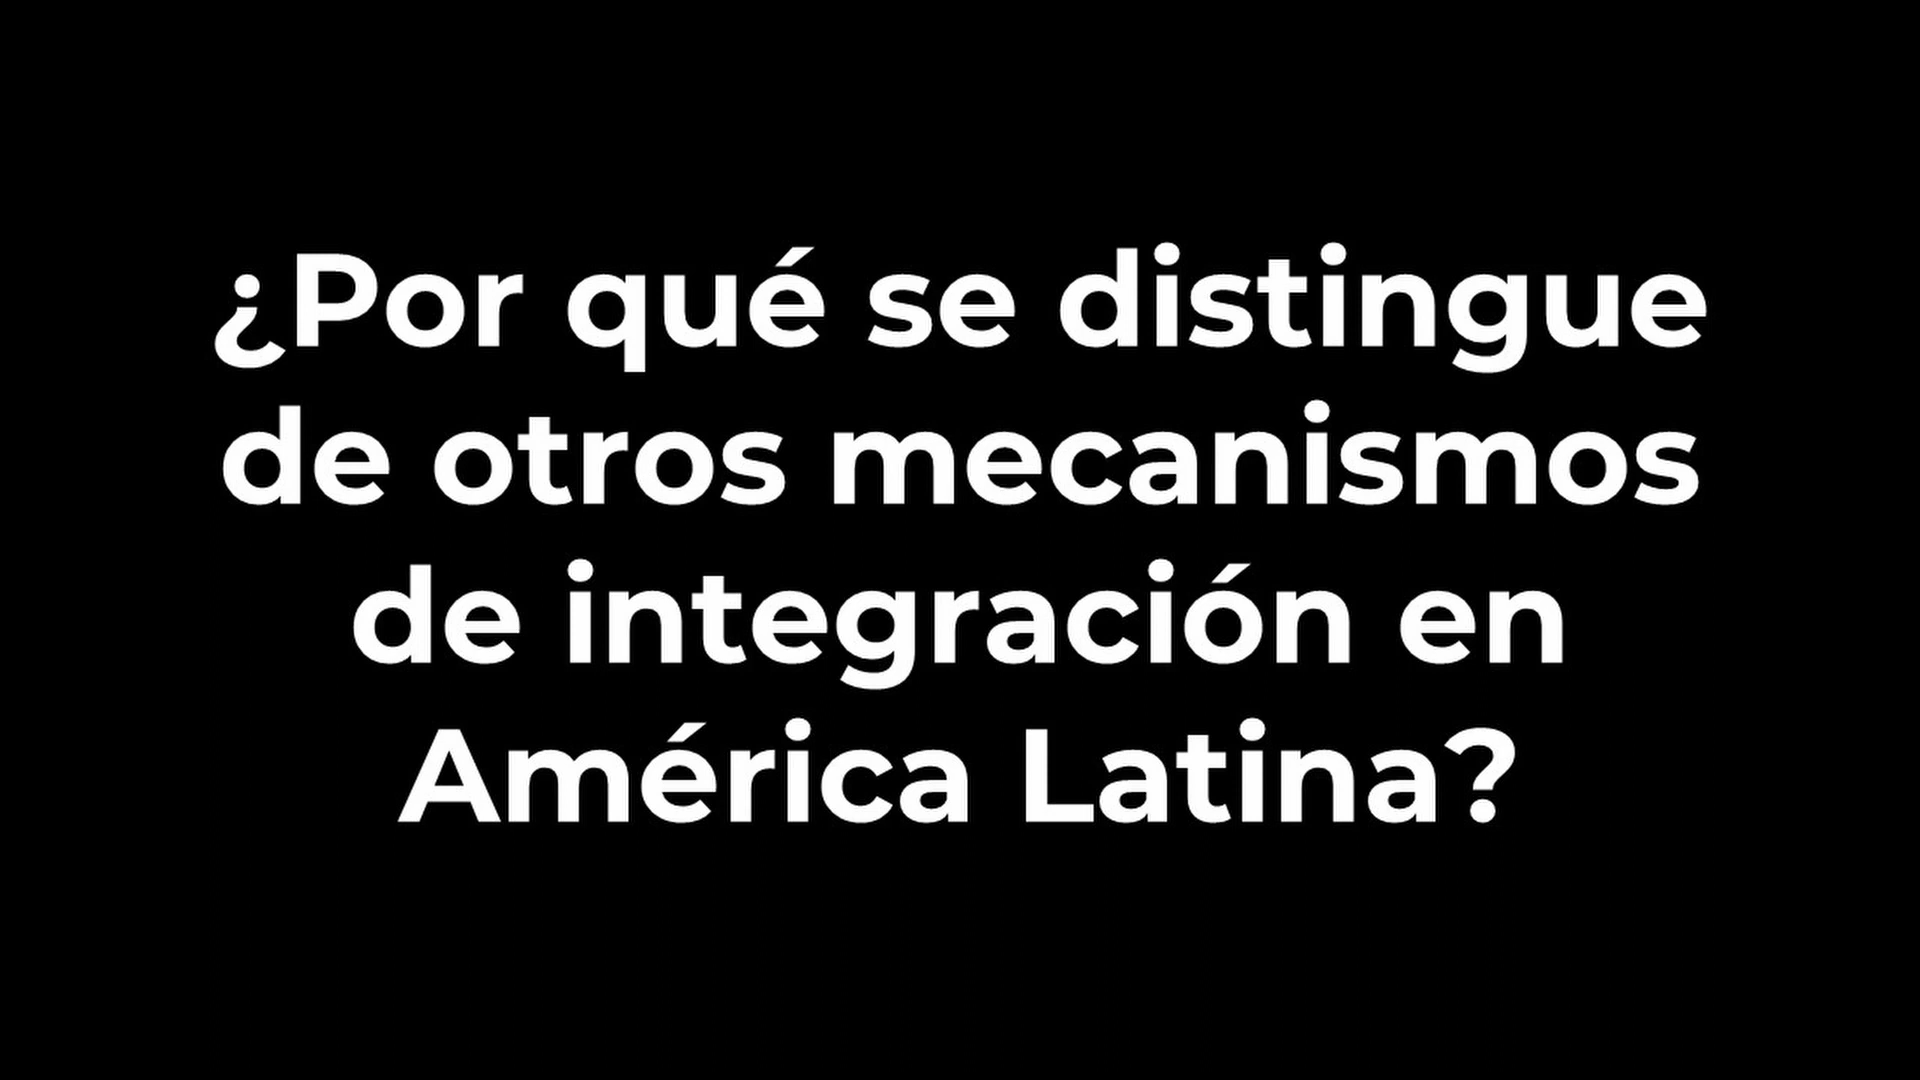 ¿Por qué se distingue
de otros mecanismos
de integración en
América Latina?